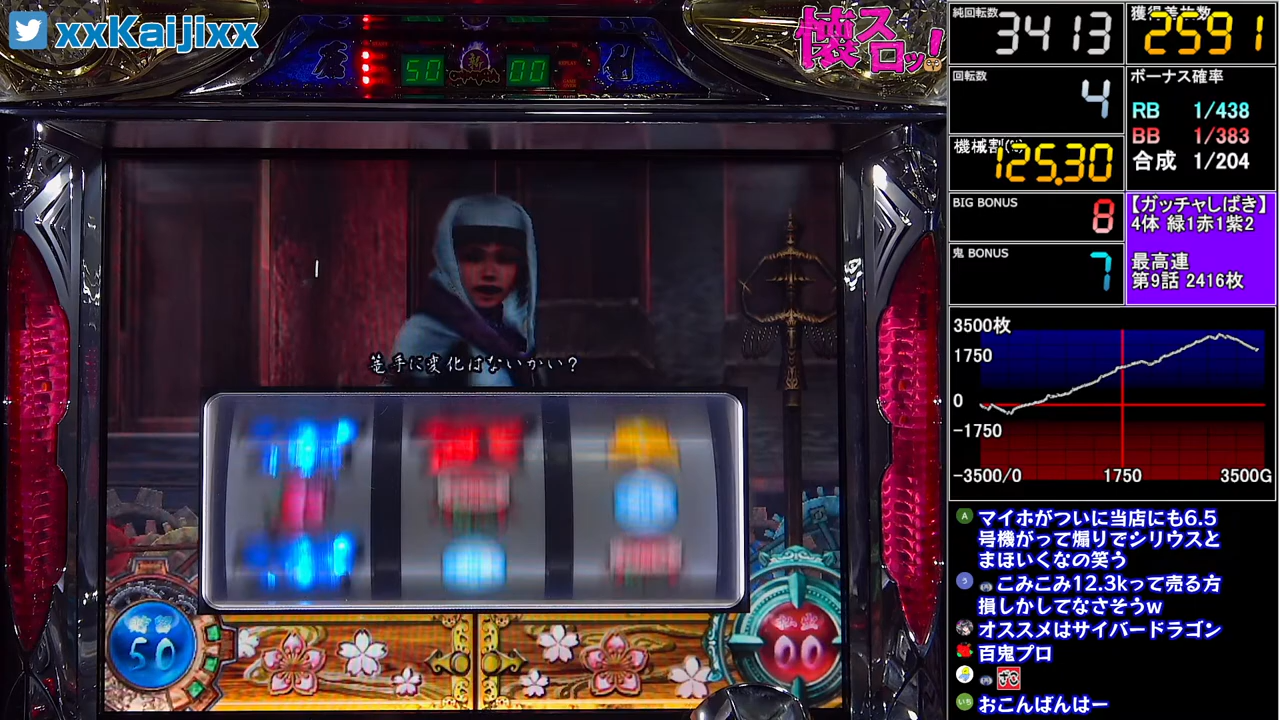 xxKaijixx
懐スロッ!
50
00
籠手に変化はないかい?
50
00
純回転数
3413
獲得差枚数
2591
回転数
4
ボーナス確率
RB 1/438
BB 1/383
合成 1/204
機械割(%)
125.30
BIG BONUS
8
鬼 BONUS
7
【ガッチャしばき】
4体 緑1赤1紫2
最高連
第9話 2416枚
3500枚
1750
0
-1750
-3500/0
1750
3500G
A マイホがついに当店にも6.5
号機がって煽りでシリウスと
まほいくなの笑う
う こみこみ12.3kって売る方
損しかしてなさそうw
オススメはサイバードラゴン
百鬼プロ
いち おこんばんはー